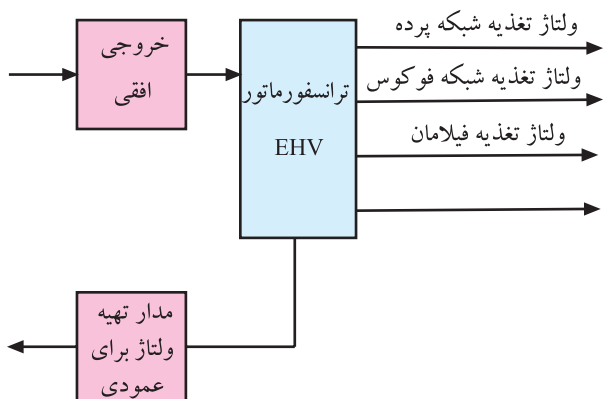 خروجی
افقی
ترانسفورماتور
EHV
ولتاژ تغذیه شبکه پرده
ولتاژ تغذیه شبکه فوکوس
ولتاژ تغذیه فیلامان
مدار تهیه
ولتاژ برای
عمودی